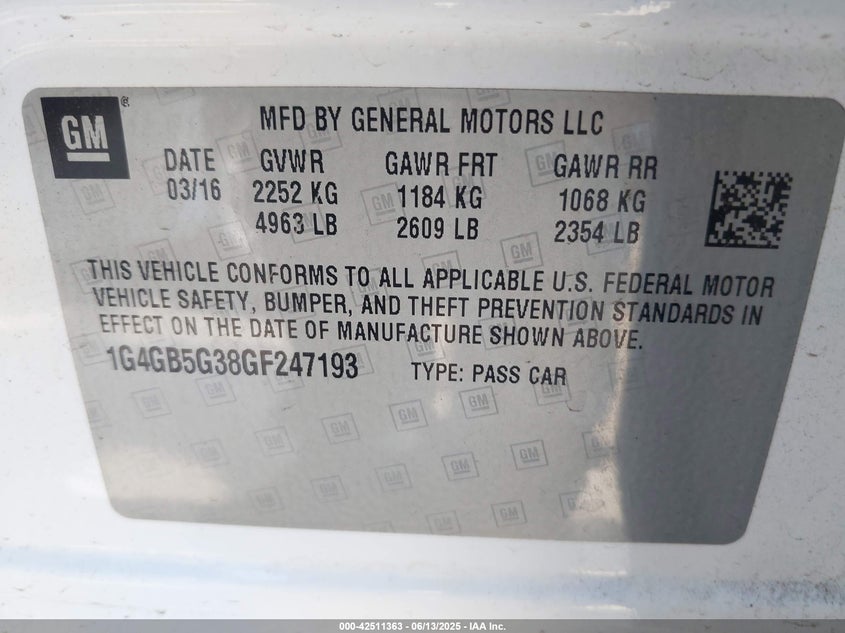 GM ® MFD BY GENERAL MOTORS LLC
DATE GVWR GAWR FRT GAWR RR
03/16 2252 KG 1184 KG 1068 KG
4963 LB 2609 LB 2354 LB
THIS VEHICLE CONFORMS TO ALL APPLICABLE U.S. FEDERAL MOTOR
VEHICLE SAFETY, BUMPER, AND THEFT PREVENTION STANDARDS IN
EFFECT ON THE DATE OF MANUFACTURE SHOWN ABOVE.
1G4GB5G38GF247193 TYPE: PASS CAR
000-42511363 - 06/13/2025 - IAA Inc.